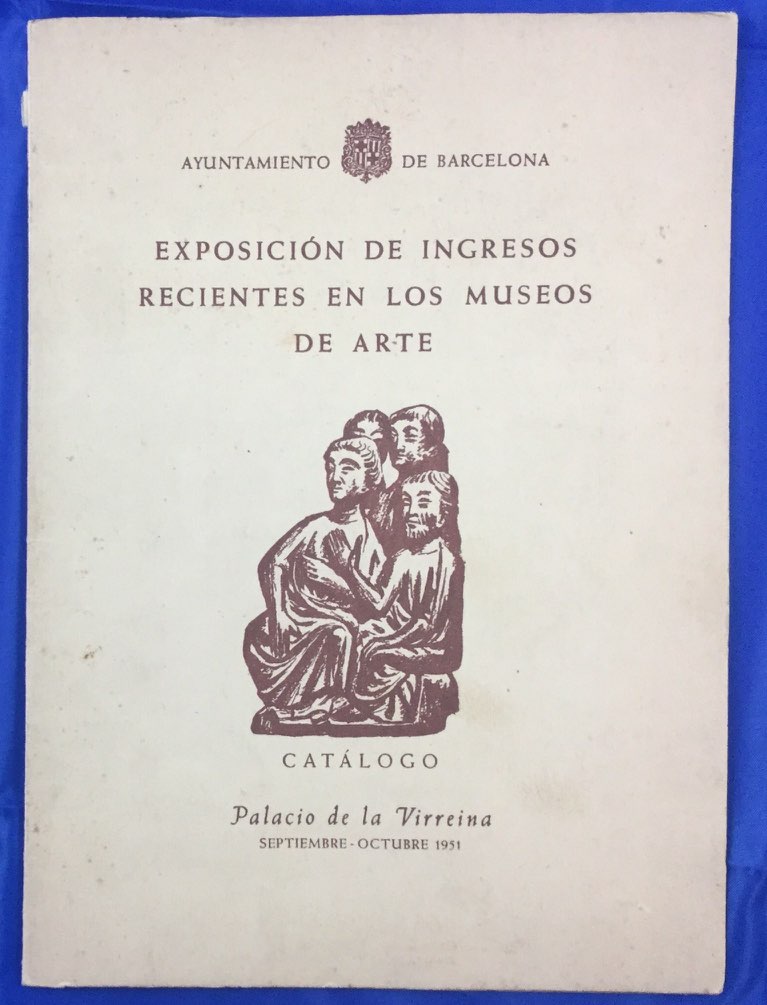 AYUNTAMIENTO DE BARCELONA
EXPOSICIÓN DE INGRESOS
RECIENTES EN LOS MUSEOS
DE ARTE
CATÁLOGO
Palacio de la Virreina
SEPTIEMBRE - OCTUBRE 1951